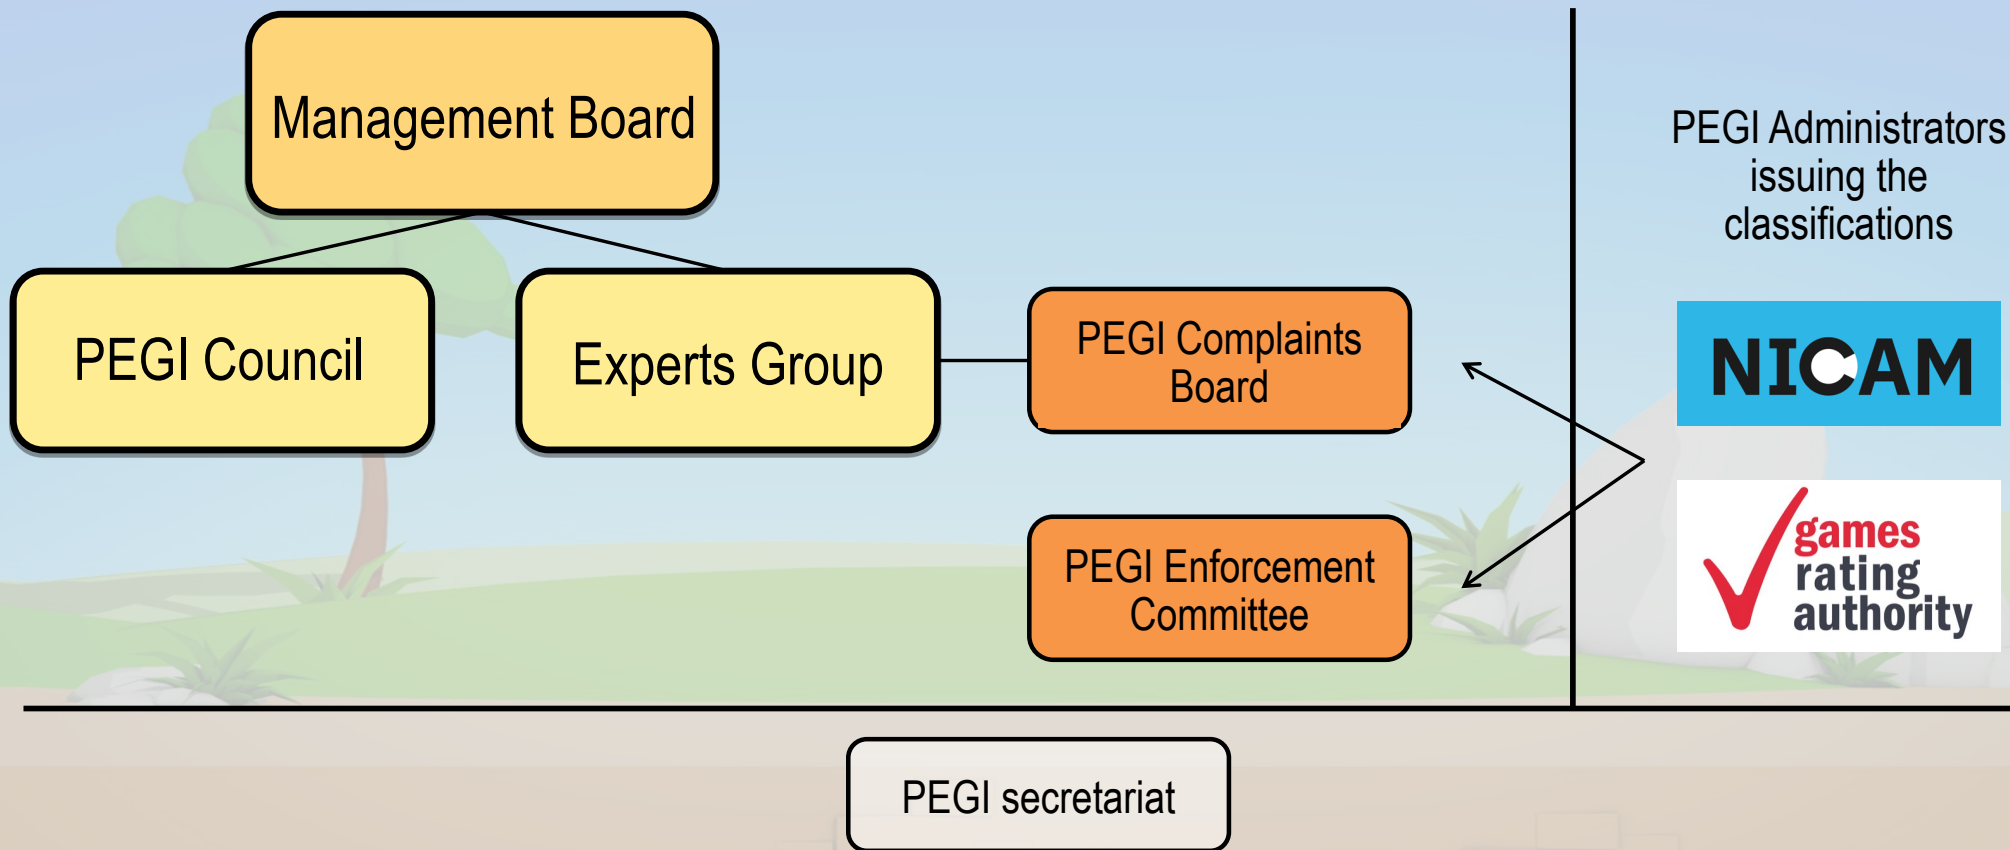 Management Board
PEGI Council
Experts Group
PEGI Complaints
Board
PEGI Enforcement
Committee
PEGI Administrators
issuing the
classifications
NICAM
games
rating
authority
PEGI secretariat